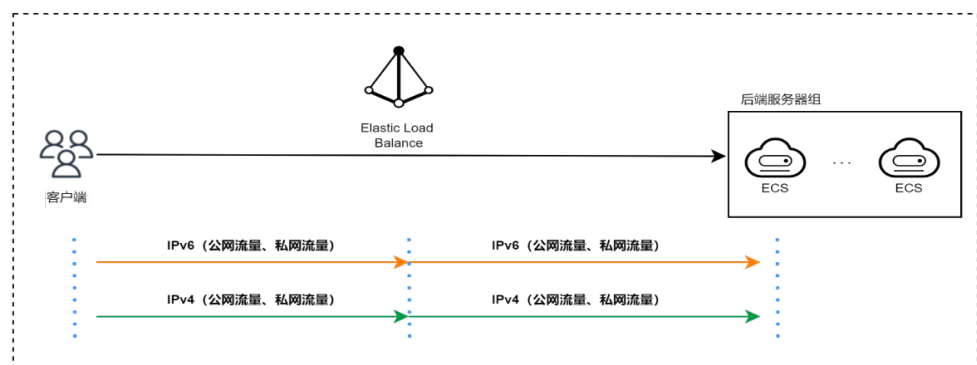 Elastic Load
Balance
后端服务器组
ECS
. . .
ECS
客户端
IPv6（公网流量、私网流量）
IPv6（公网流量、私网流量）
IPv4（公网流量、私网流量）
IPv4（公网流量、私网流量）